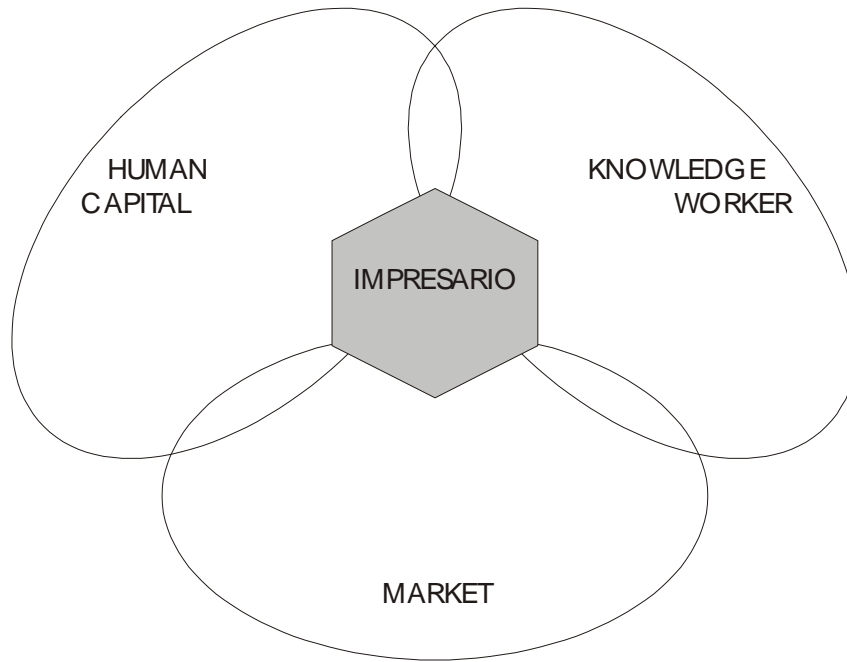 HUMAN
CAPITAL
KNOWLEDGE
WORKER
IMPRESARIO
MARKET